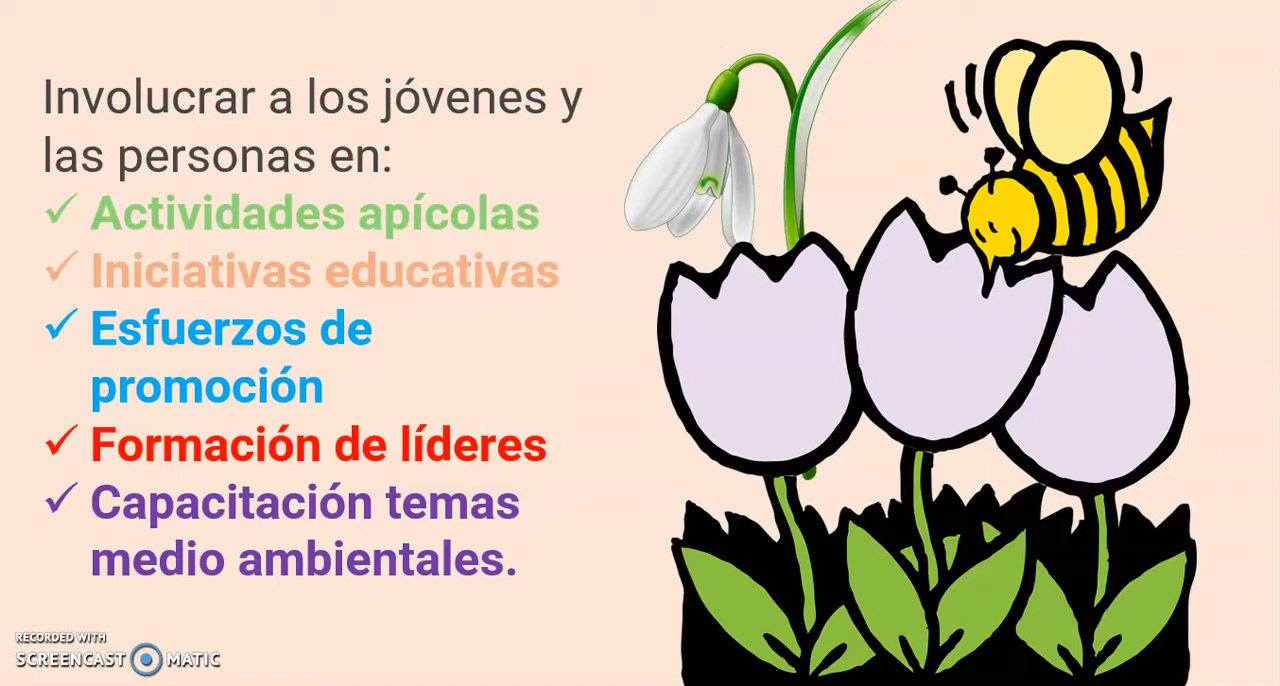 Involucrar a los jóvenes y
las personas en:
✓ Actividades apícolas
✓ Iniciativas educativas
✓ Esfuerzos de
promoción
✓ Formación de líderes
✓ Capacitación temas
medio ambientales.
RECORDED WITH
SCREENCAST MATIC